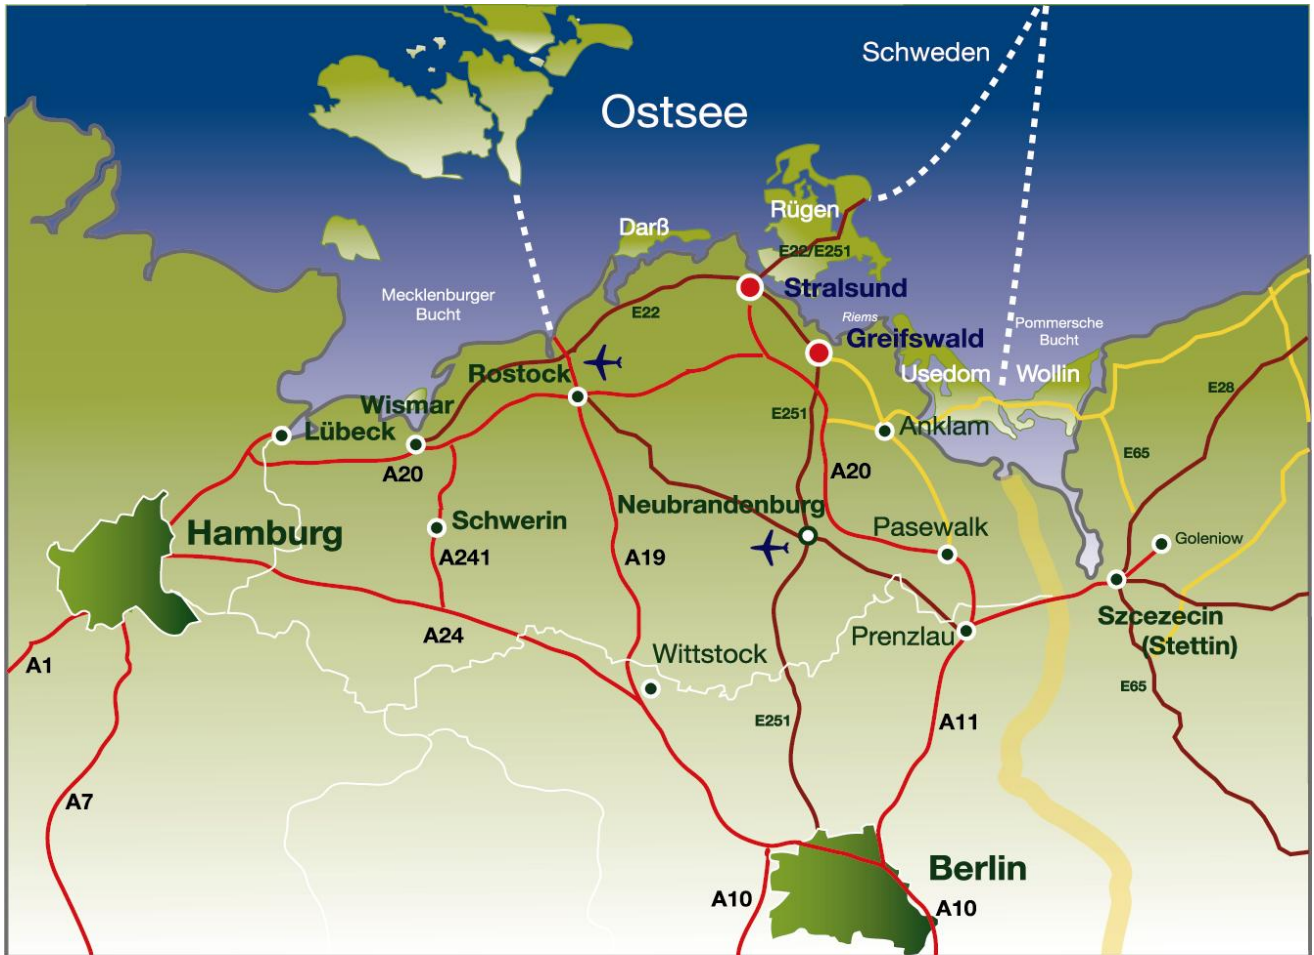 Schweden
Ostsee
Rügen
Darß
E22/E251
Stralsund
Mecklenburger
Bucht
E22
Riems
Pommersche
Bucht
Greifswald
Rostock
Usedom
Wollin
E28
Wismar
E251
Lübeck
Anklam
E65
A20
A20
Neubrandenburg
Schwerin
Pasewalk
Hamburg
Goleniow
A241
A19
Szczezecin
(Stettin)
A24
Prenzlau
Wittstock
A1
E65
E251
A11
A7
Berlin
A10
A10